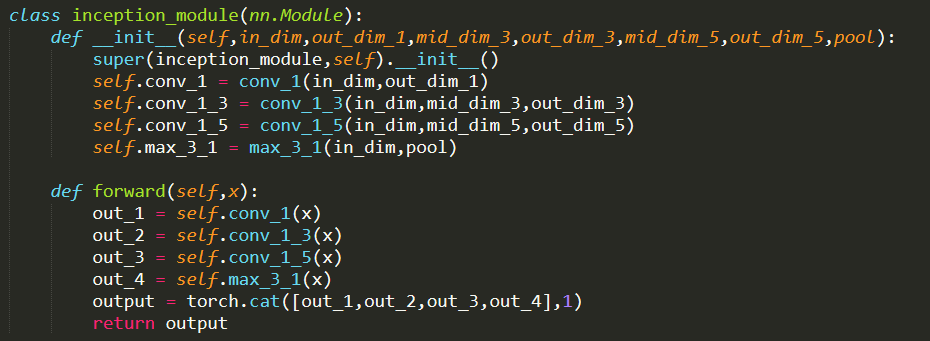 class inception_module(nn.Module):
    def __init__(self,in_dim,out_dim_1,mid_dim_3,out_dim_3,mid_dim_5,out_dim_5,pool):
        super(inception_module,self).__init__()
        self.conv_1 = conv_1(in_dim,out_dim_1)
        self.conv_1_3 = conv_1_3(in_dim,mid_dim_3,out_dim_3)
        self.conv_1_5 = conv_1_5(in_dim,mid_dim_5,out_dim_5)
        self.max_3_1 = max_3_1(in_dim,pool)

    def forward(self,x):
        out_1 = self.conv_1(x)
        out_2 = self.conv_1_3(x)
        out_3 = self.conv_1_5(x)
        out_4 = self.max_3_1(x)
        output = torch.cat([out_1,out_2,out_3,out_4],1)
        return output